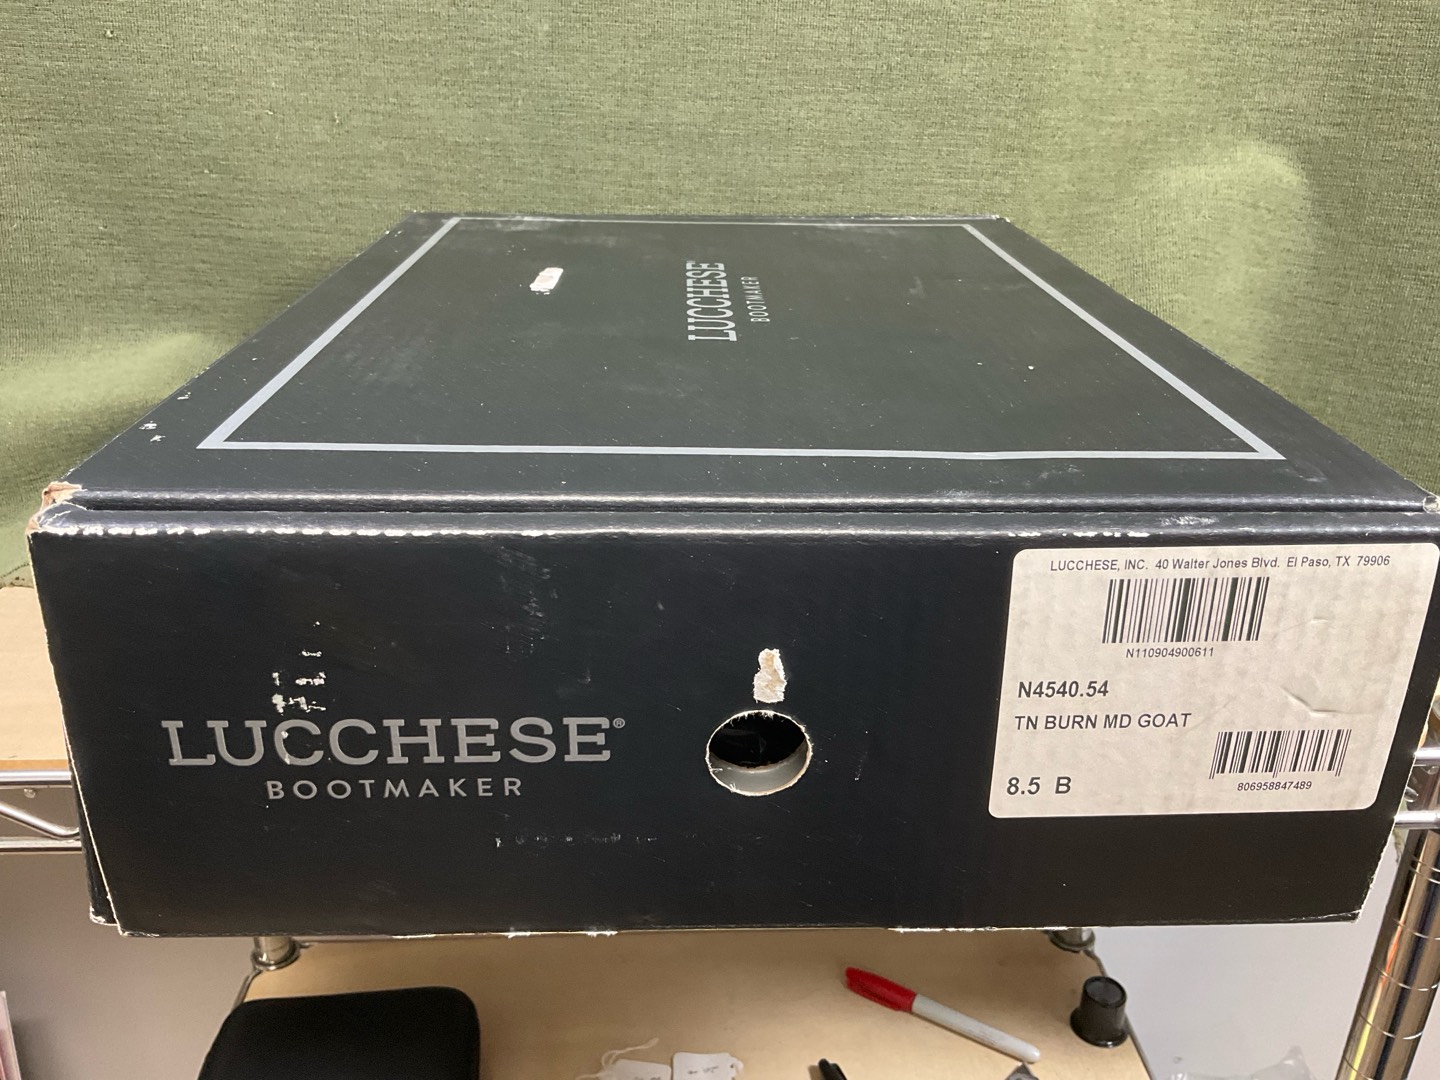 LUCCHESE
BOOTMAKER
LUCCHESE®
BOOTMAKER
LUCCHESE, INC. 40 Walter Jones Blvd. El Paso, TX 79906
N110904900611
N4540.54
TN BURN MD GOAT
8.5 B
806958847489